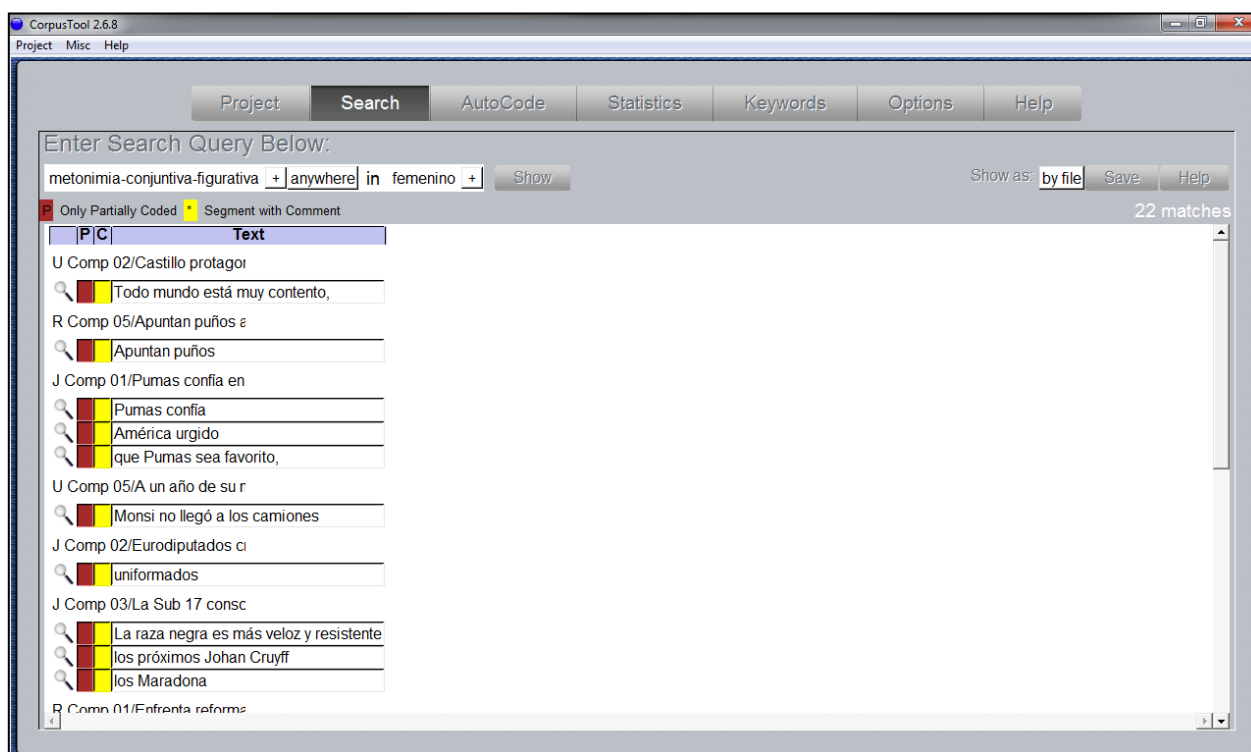 CorpusTool 2.6.8
Project Misc Help
Project Search AutoCode Statistics Keywords Options Help
Enter Search Query Below:
metonimia-conjuntiva-figurativa + anywhere in femenino + Show Show as: by file Save Help
P Only Partially Coded * Segment with Comment 22 matches
P C Text
U Comp 02/Castillo protagor
Todo mundo está muy contento,
R Comp 05/Apuntan puños a
Apuntan puños
J Comp 01/Pumas confía en
Pumas confía
América urgido
que Pumas sea favorito,
U Comp 05/A un año de su r
Monsi no llegó a los camiones
J Comp 02/Eurodiputados c
uniformados
J Comp 03/La Sub 17 consc
La raza negra es más veloz y resistente
los próximos Johan Cruyff
los Maradona
R Comp 01/Enfrenta reforma